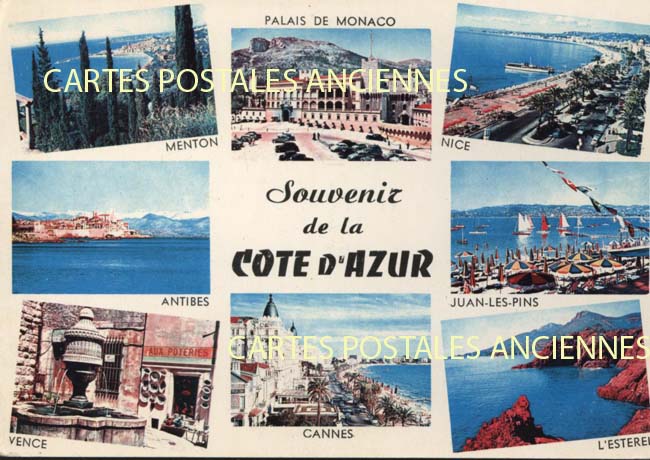 PALAIS DE MONACO
CARTES POSTALES ANCIENNES
MENTON
NICE
Souvenir
de la
COTE D'AZUR
ANTIBES
JUAN-LES-PINS
AUX POTERIES
CARTES POSTALES ANCIENNES
VENCE
CANNES
L'ESTEREL